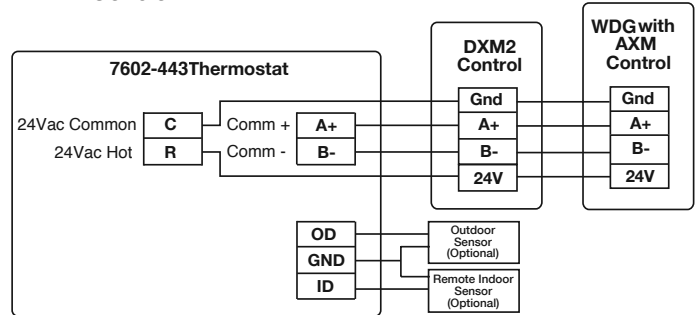 WDG with
AXM
Control
DXM2
Control
7602-443Thermostat
Gnd
Gnd
24Vac Common
C
Comm +
A+
A+
A+
24Vac Hot
R
Comm -
B-
B-
B-
24V
24V
OD
GND
ID
Outdoor
Sensor
(Optional)
Remote Indoor
Sensor
(Optional)